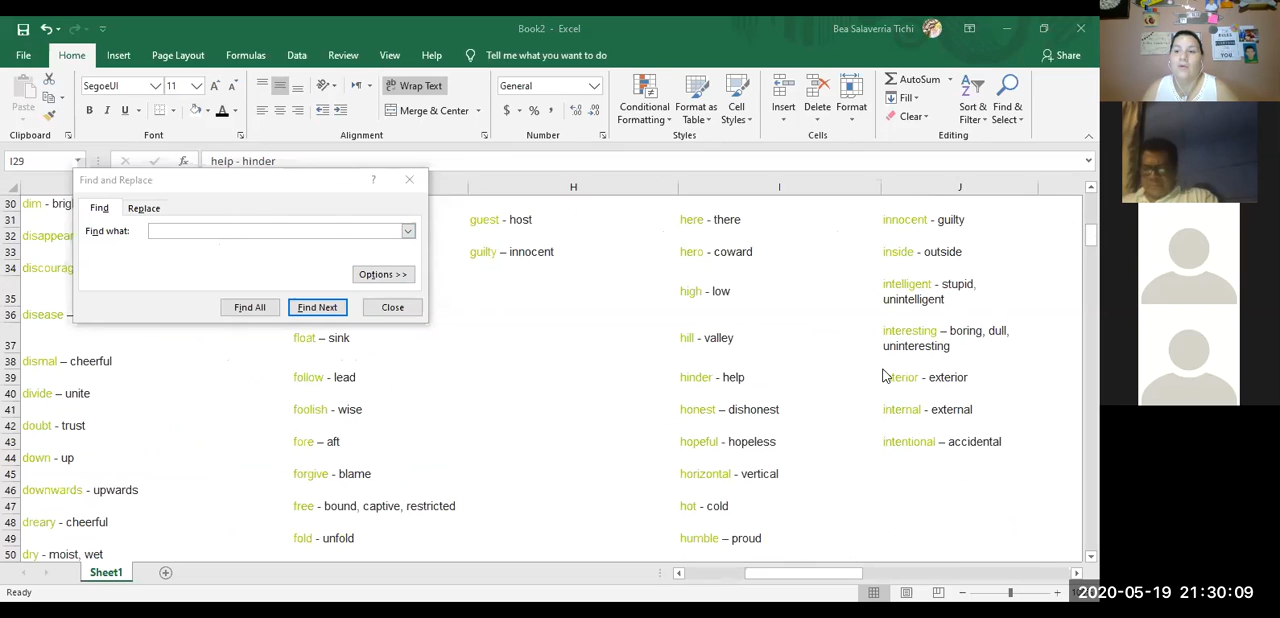 Book2 - Excel
Bea Salaverria Tichi
File Home Insert Page Layout Formulas Data Review View Help Tell me what you want to do Share
Paste
SegoeUI 11
B I U
Wrap Text
Merge & Center
General
$ % ,
Conditional Formatting
Format as Table
Cell Styles
Insert Delete Format
AutoSum
Fill
Clear
Sort & Filter
Find & Select
Clipboard Font Alignment Number Styles Cells Editing
I29 fx help - hinder
Find and Replace ?
Find Replace
Find what:
Options >>
Find All Find Next Close
H I J
30
31
32
33
34
35
36
37
38
39
40
41
42
43
44
45
46
47
48
49
50
dim - brig
disappear
discourag
disease –
dismal – cheerful
divide – unite
doubt - trust
down - up
downwards - upwards
dreary - cheerful
dry - moist, wet
float – sink
follow - lead
foolish - wise
fore – aft
forgive - blame
free - bound, captive, restricted
fold - unfold
guest - host
guilty – innocent
here - there
hero - coward
high - low
hill - valley
hinder - help
honest – dishonest
hopeful - hopeless
horizontal - vertical
hot - cold
humble – proud
innocent - guilty
inside - outside
intelligent - stupid,
unintelligent
interesting – boring, dull,
uninteresting
erior - exterior
internal - external
intentional – accidental
Sheet1
Ready
2020-05-19 21:30:09